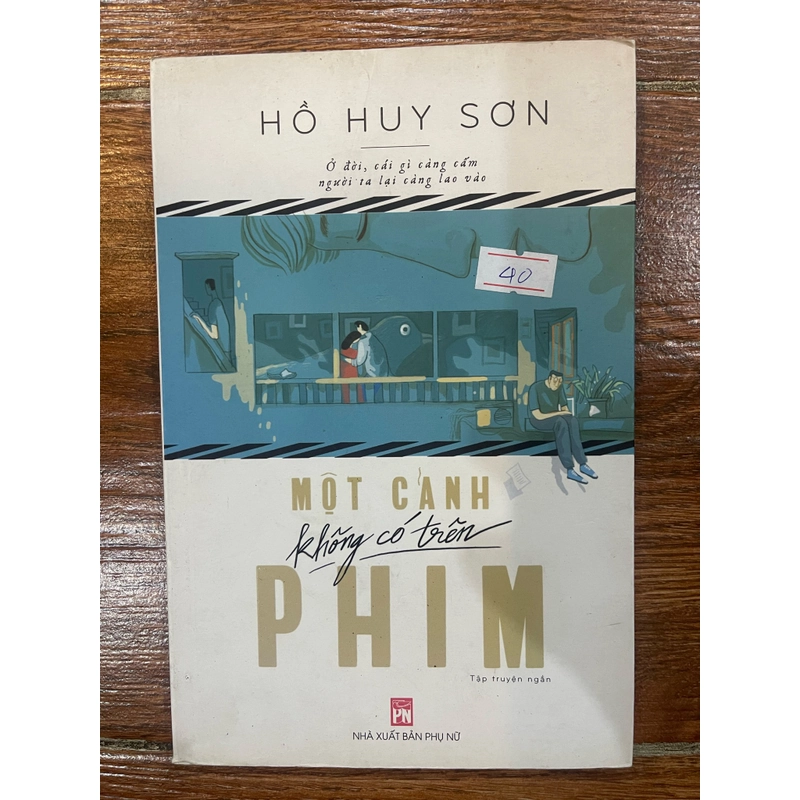 HỒ HUY SƠN
Ở đời, cái gì càng cấm
người ta lại càng lao vào
40
MỘT CẢNH
không có trên
PHIM
Tập truyện ngắn
PN
NHÀ XUẤT BẢN PHỤ NỮ